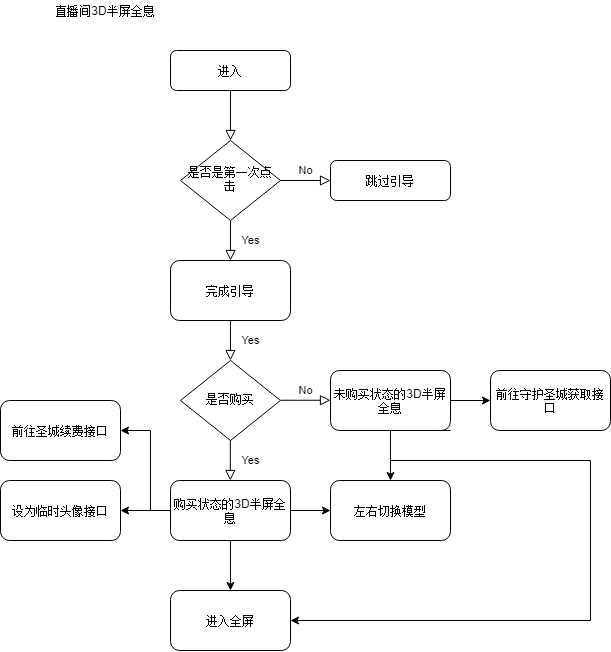 直播间3D半屏全息
进入
是否是第一次点
击
No
跳过引导
Yes
完成引导
Yes
是否购买
No
未购买状态的3D半屏
全息
前往守护圣城获取接
口
前往圣城续费接口
Yes
设为临时头像接口
购买状态的3D半屏全
息
左右切换模型
进入全屏